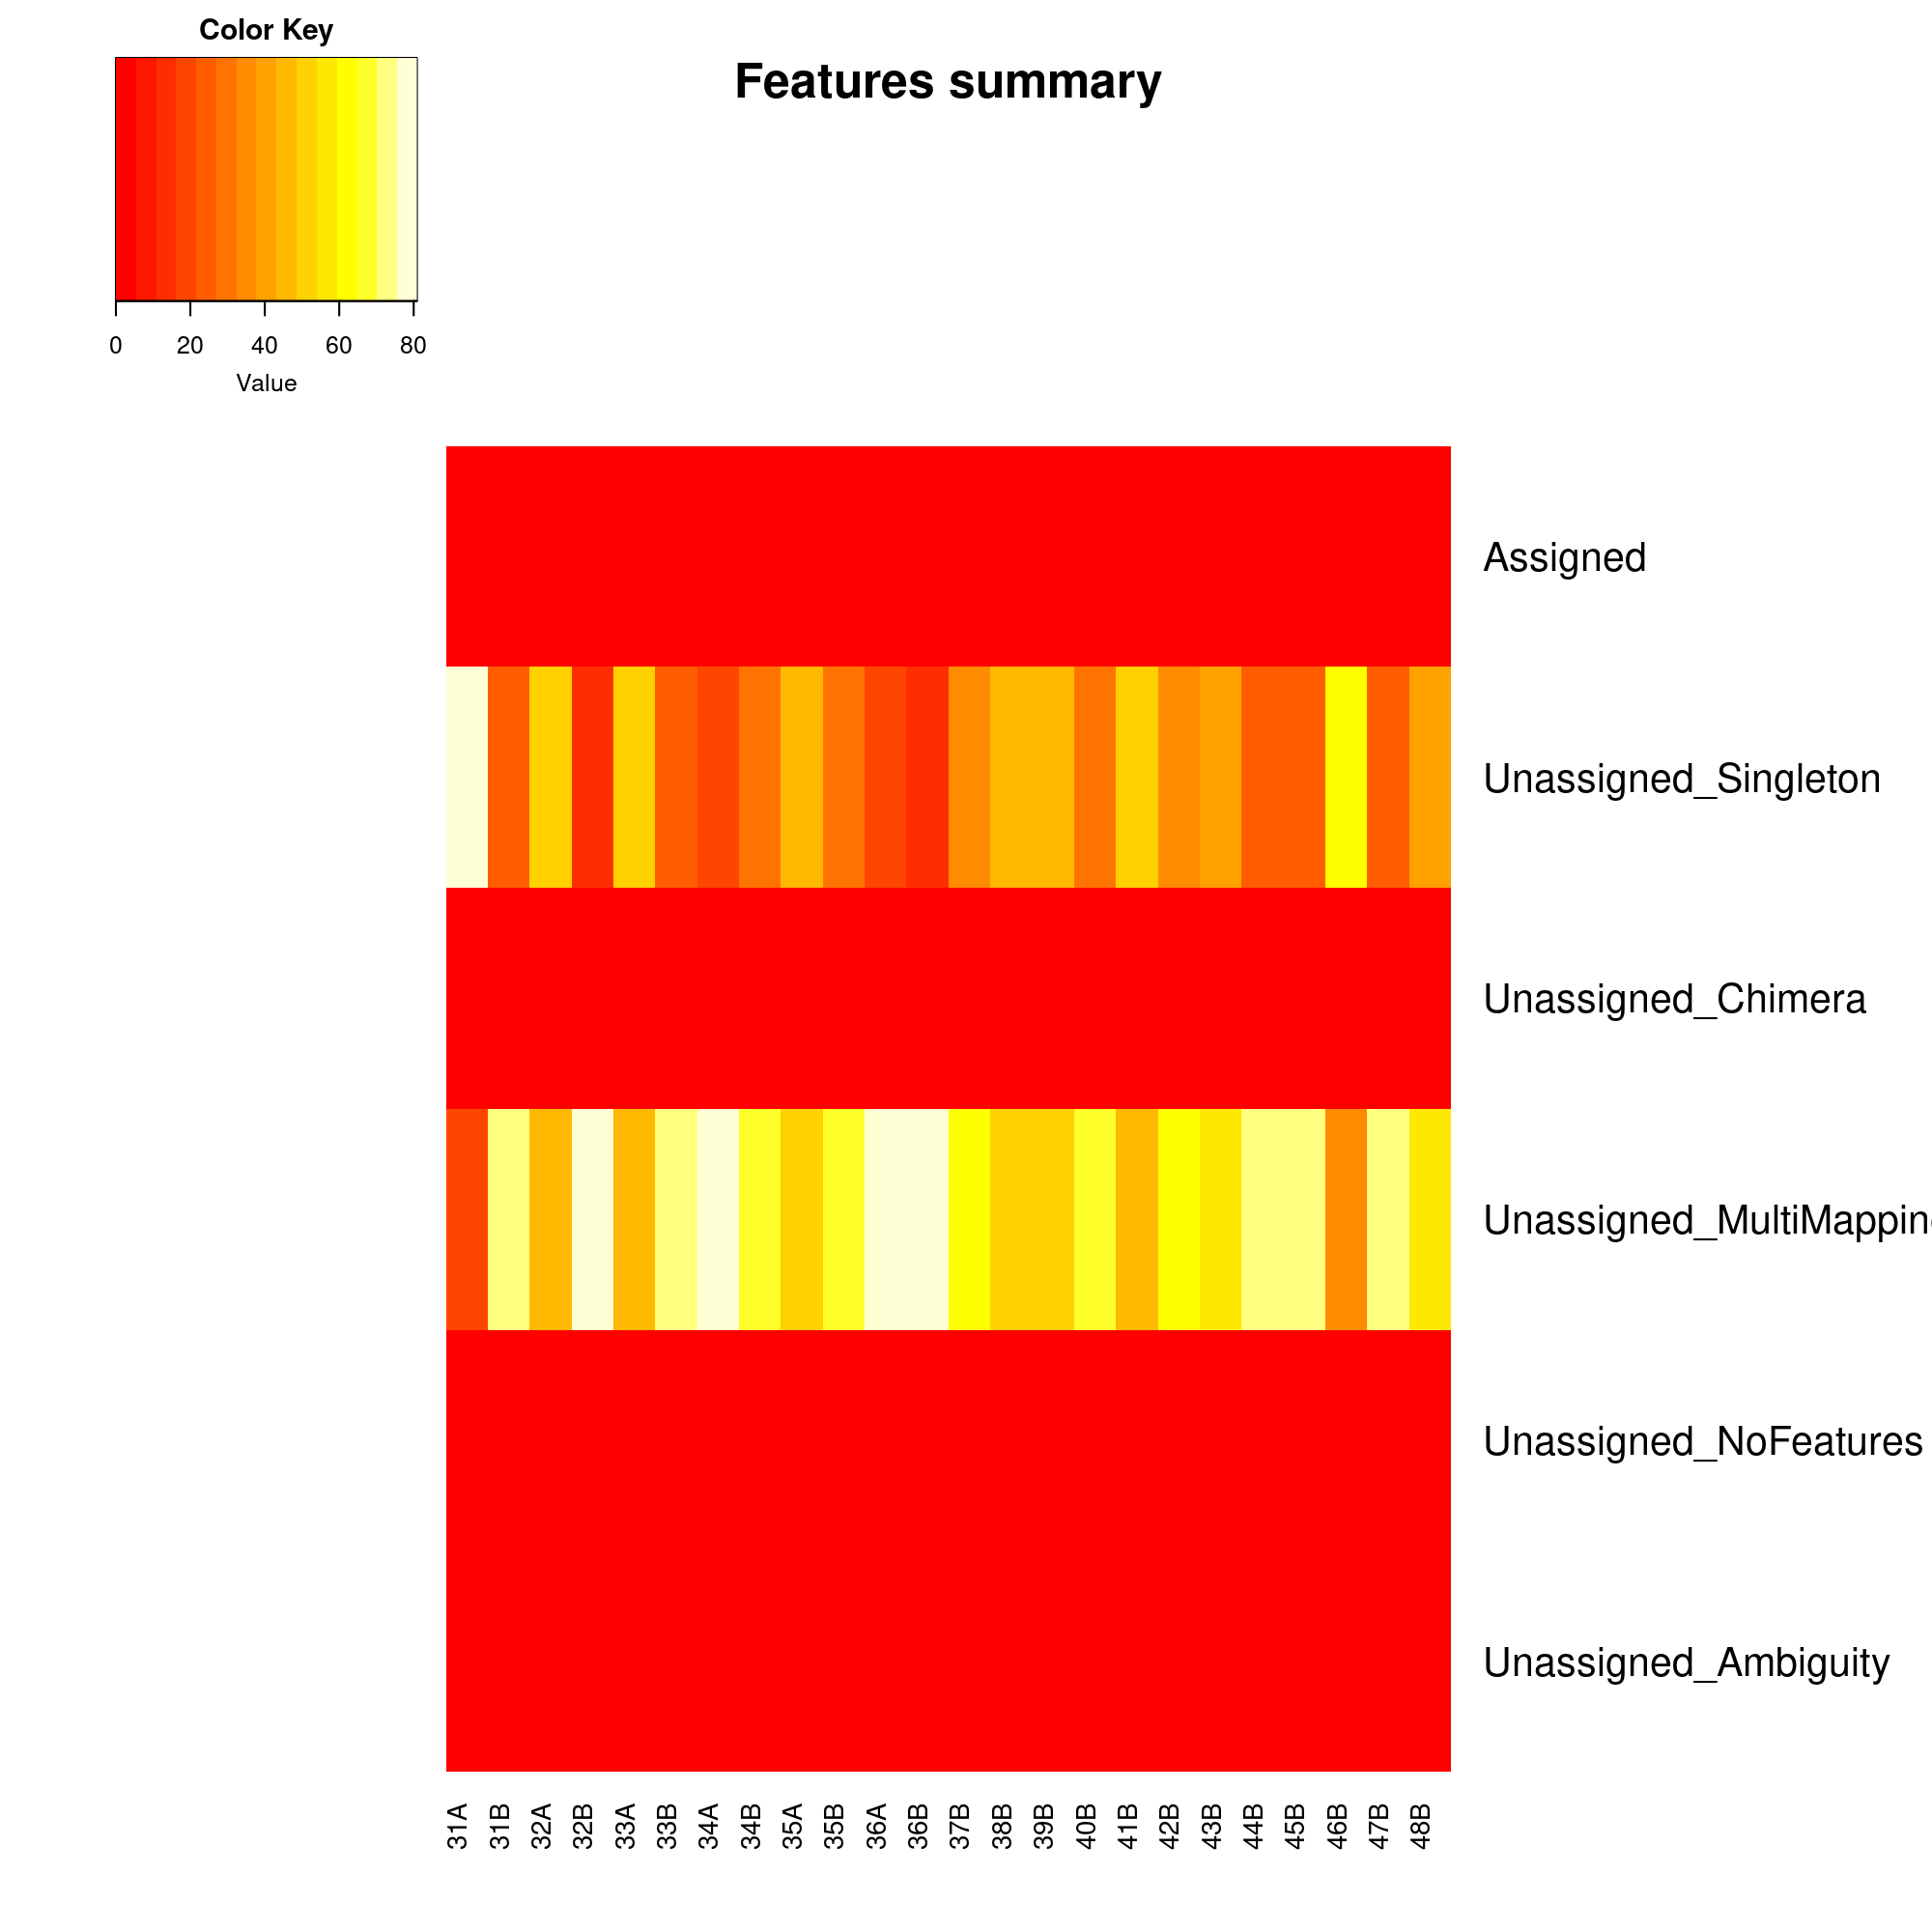 Color Key
Features summary
0 20 40 60 80
Value
Assigned
Unassigned_Singleton
Unassigned_Chimera
Unassigned_MultiMappin
Unassigned_NoFeatures
Unassigned_Ambiguity
31A 31B 32A 32B 33A 33B 34A 34B 35A 35B 36A 36B 37B 38B 39B 40B 41B 42B 43B 44B 45B 46B 47B 48B